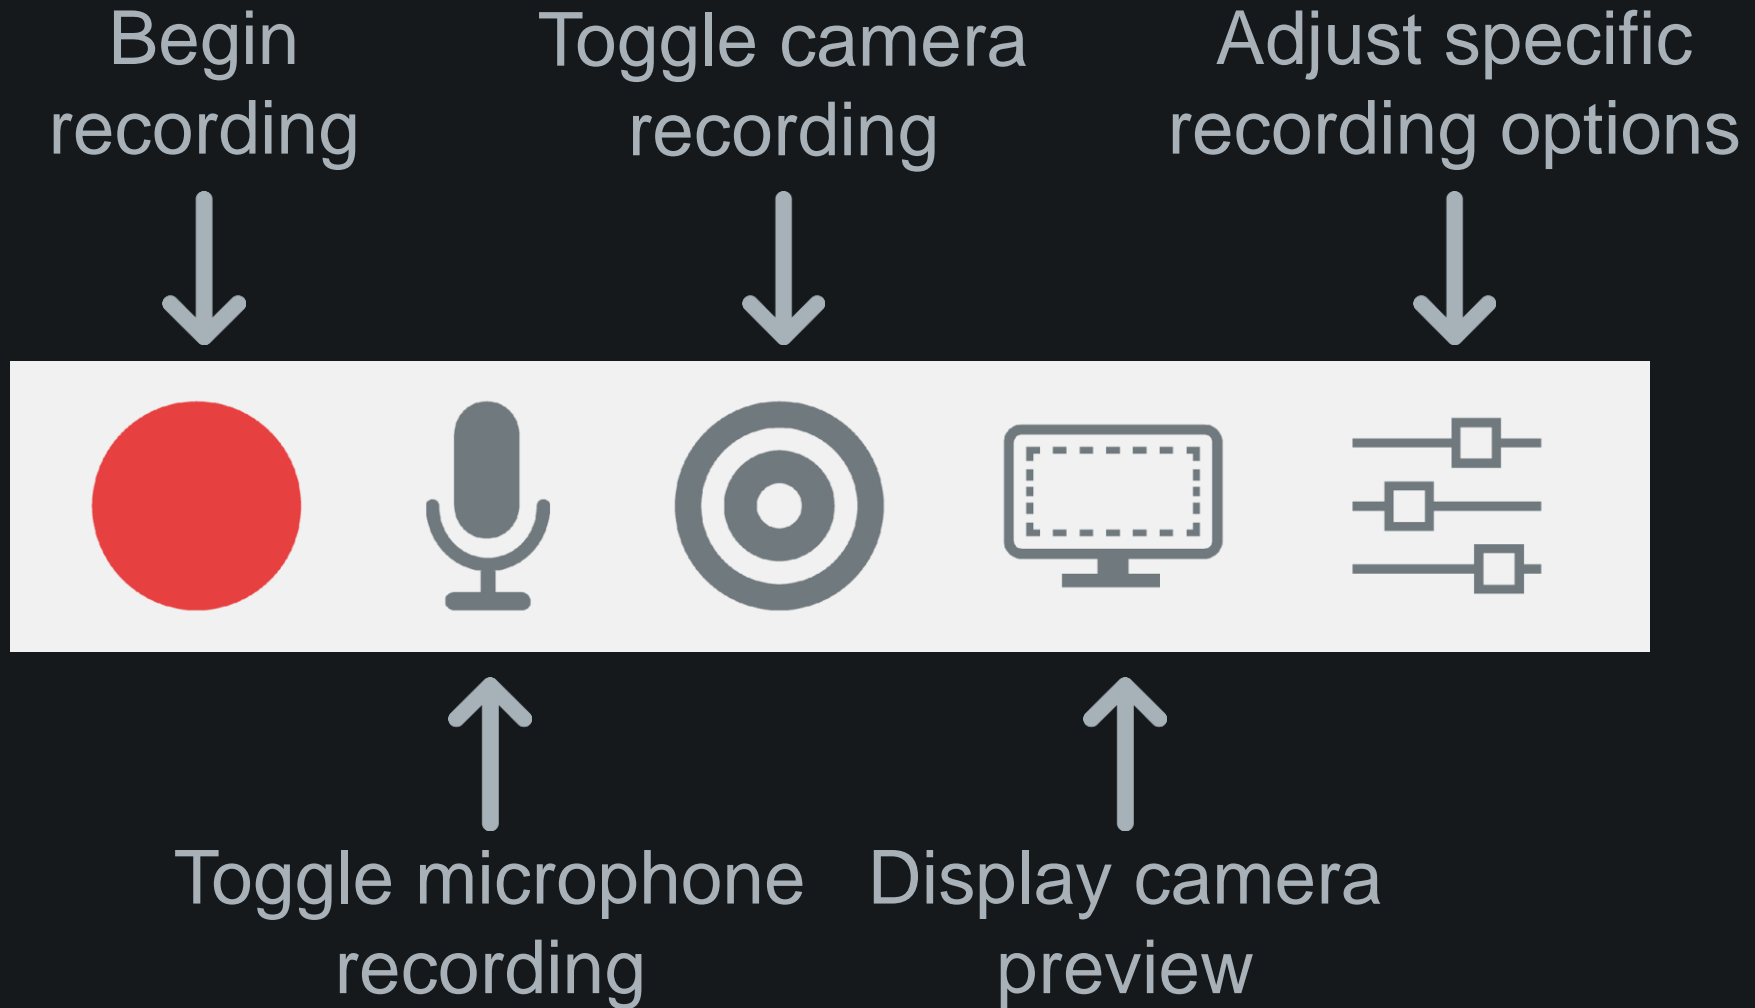 Begin
recording
Toggle camera
recording
Adjust specific
recording options
Toggle microphone
recording
Display camera
preview